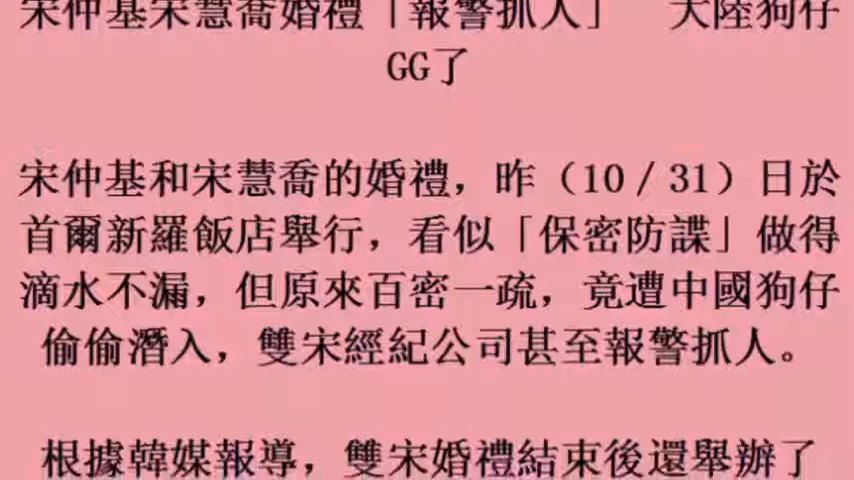 宋仲基宋慧喬婚禮「報警抓人」 大陸狗仔
GG了
宋仲基和宋慧喬的婚禮，昨（10／31）日於
首爾新羅飯店舉行，看似「保密防諜」做得
滴水不漏，但原來百密一疏，竟遭中國狗仔
偷偷潛入，雙宋經紀公司甚至報警抓人。
根據韓媒報導，雙宋婚禮結束後還舉辦了